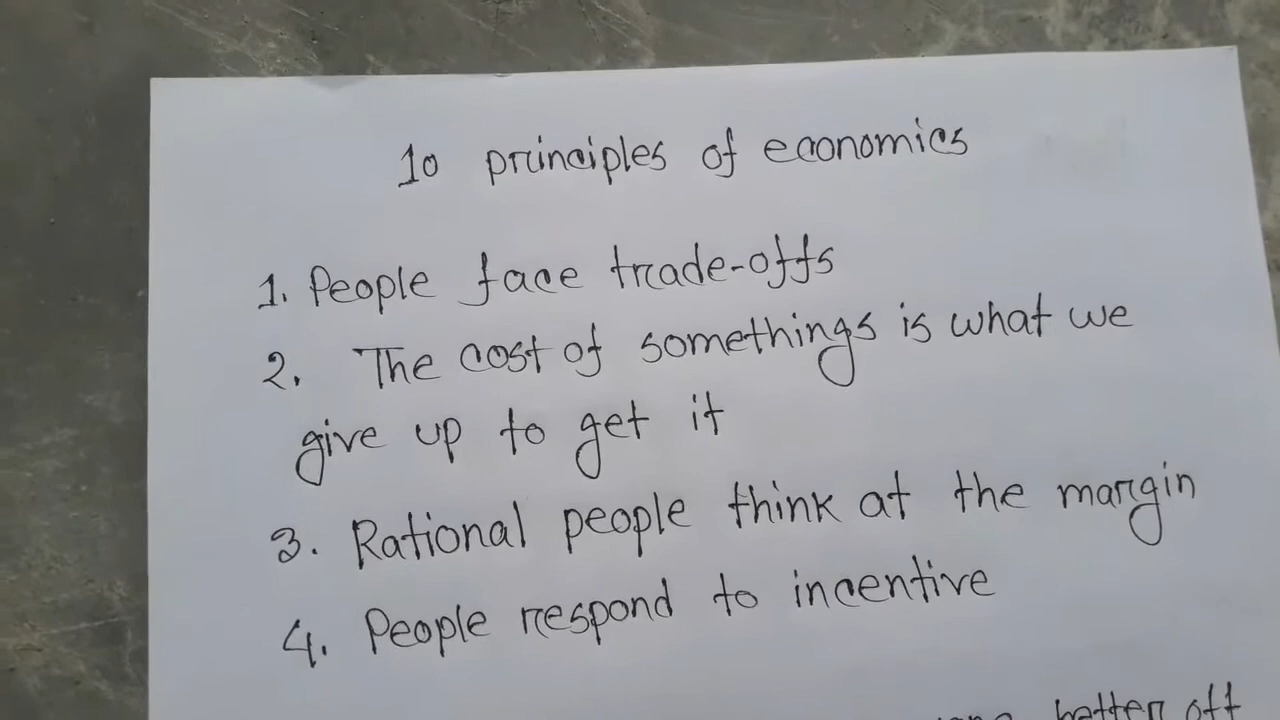 10 principles of economics
1. People face trade-offs
2. The cost of somethings is what we
give up to get it
3. Rational people think at the margin
4. People respond to incentive
better off